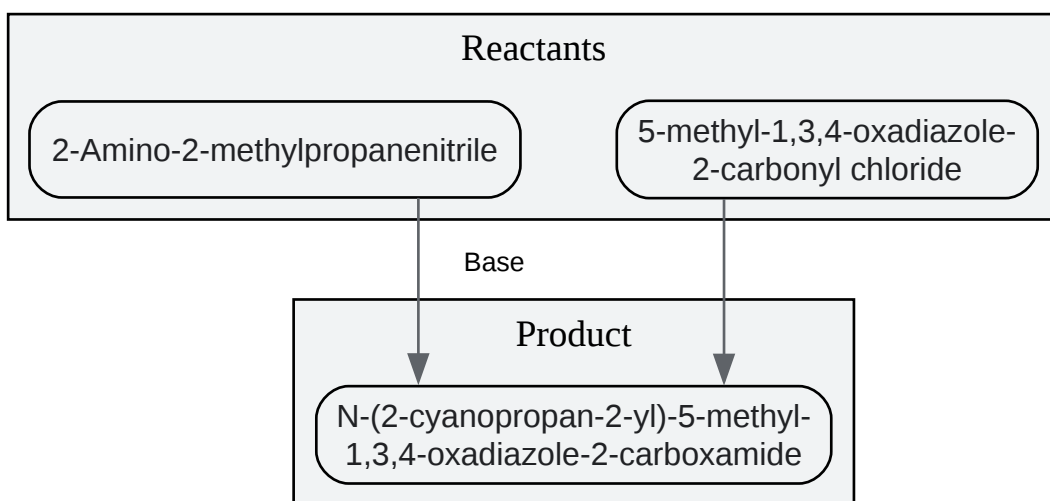 Reactants
2-Amino-2-methylpropanenitrile
5-methyl-1,3,4-oxadiazole-
2-carbonyl chloride
Base
Product
N-(2-cyanopropan-2-yl)-5-methyl-
1,3,4-oxadiazole-2-carboxamide